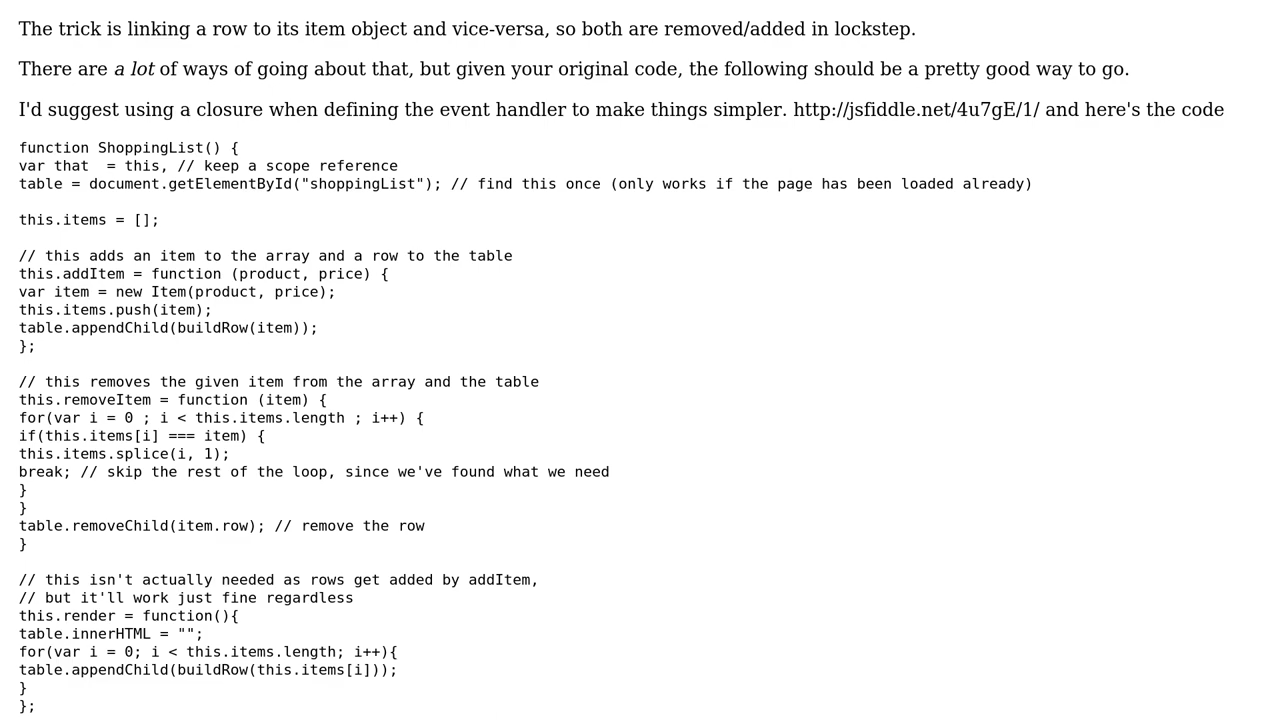 The trick is linking a row to its item object and vice-versa, so both are removed/added in lockstep.
There are a lot of ways of going about that, but given your original code, the following should be a pretty good way to go.
I'd suggest using a closure when defining the event handler to make things simpler. http://jsfiddle.net/4u7gE/1/ and here's the code
function ShoppingList() {
var that  = this, // keep a scope reference
table = document.getElementById("shoppingList"); // find this once (only works if the page has been loaded already)

this.items = [];

// this adds an item to the array and a row to the table
this.addItem = function (product, price) {
var item = new Item(product, price);
this.items.push(item);
table.appendChild(buildRow(item));
};

// this removes the given item from the array and the table
this.removeItem = function (item) {
for(var i = 0 ; i < this.items.length ; i++) {
if(this.items[i] === item) {
this.items.splice(i, 1);
break; // skip the rest of the loop, since we've found what we need
}
}
table.removeChild(item.row); // remove the row
}

// this isn't actually needed as rows get added by addItem,
// but it'll work just fine regardless
this.render = function(){
table.innerHTML = "";
for(var i = 0; i < this.items.length; i++){
table.appendChild(buildRow(this.items[i]));
}
};